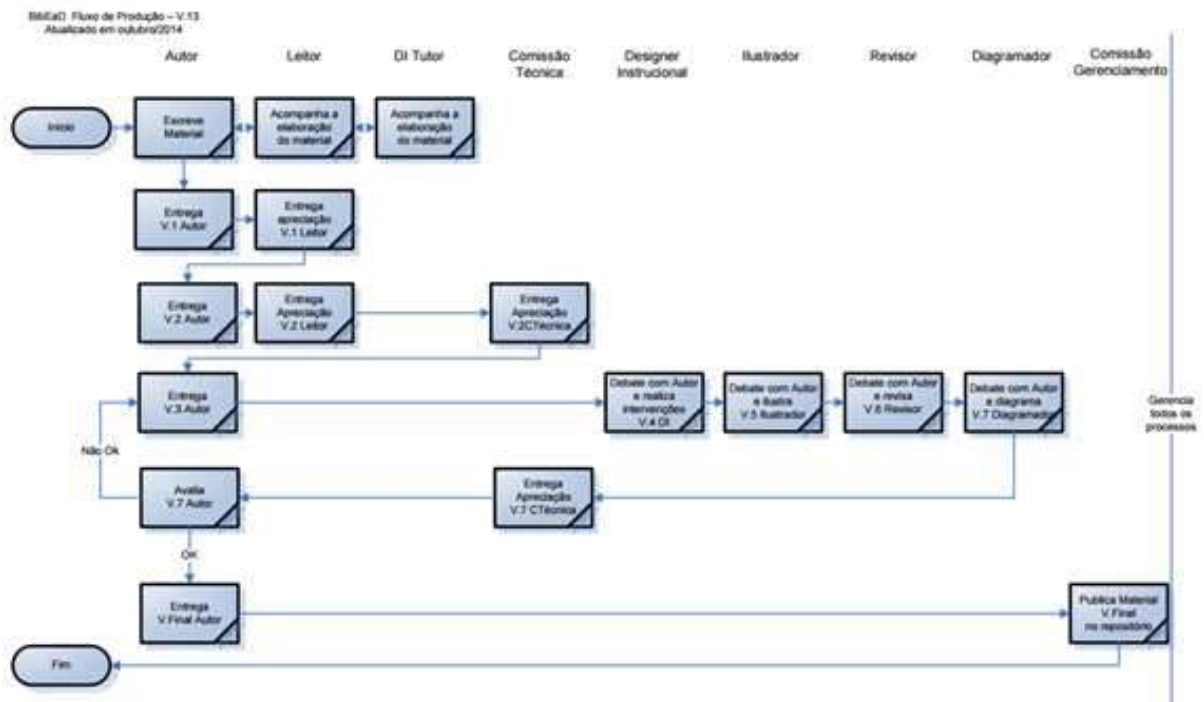 BibEaD Fluxo de Produção – V.13
Atualizado em outubro/2014
Autor
Leitor
DI Tutor
Comissão
Técnica
Designer
Instrucional
Ilustrador
Revisor
Diagramador
Comissão
Gerenciamento
Início
Escreve
Material
Acompanha a
elaboração
do material
Acompanha a
elaboração
do material
Entrega
V.1 Autor
Entrega
apreciação
V.1 Leitor
Entrega
V.2 Autor
Entrega
Apreciação
V.2 Leitor
Entrega
Apreciação
V.2CTécnica
Entrega
V.3 Autor
Debate com Autor
e realiza
intervenções
V.4 DI
Debate com Autor
e ilustra
V.5 Ilustrador
Debate com Autor
e revisa
V.6 Revisor
Debate com Autor
e diagrama
V.7 Diagramador
Gerencia
todos os
processos
Não Ok
Avalia
V.7 Autor
Entrega
Apreciação
V.7 CTécnica
OK
Entrega
V.Final Autor
Publica Material
V.Final
no repositório
Fim